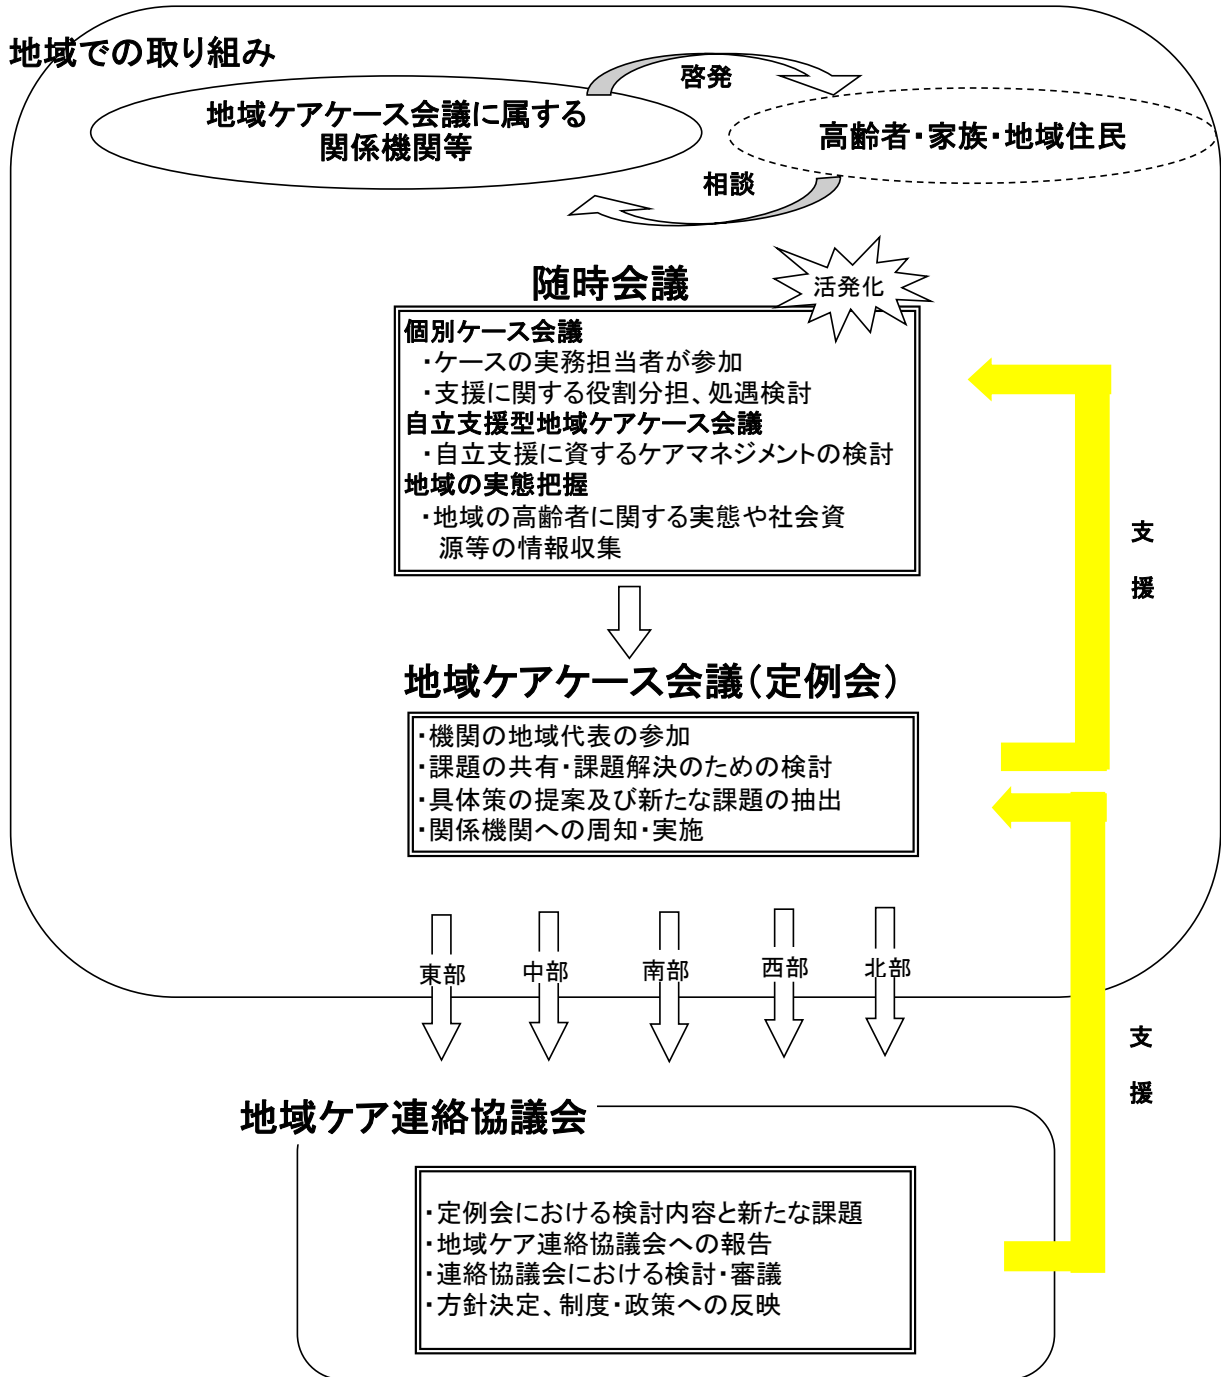 地域での取り組み
啓発
地域ケアケース会議に属する
関係機関等
高齢者・家族・地域住民
相談
随時会議
活発化
個別ケース会議
・ケースの実務担当者が参加
・支援に関する役割分担、処遇検討
自立支援型地域ケアケース会議
・自立支援に資するケアマネジメントの検討
地域の実態把握
・地域の高齢者に関する実態や社会資
源等の情報収集
支
援
地域ケアケース会議（定例会）
・機関の地域代表の参加
・課題の共有・課題解決のための検討
・具体策の提案及び新たな課題の抽出
・関係機関への周知・実施
東部
中部
南部
西部
北部
支
援
地域ケア連絡協議会
・定例会における検討内容と新たな課題
・地域ケア連絡協議会への報告
・連絡協議会における検討・審議
・方針決定、制度・政策への反映